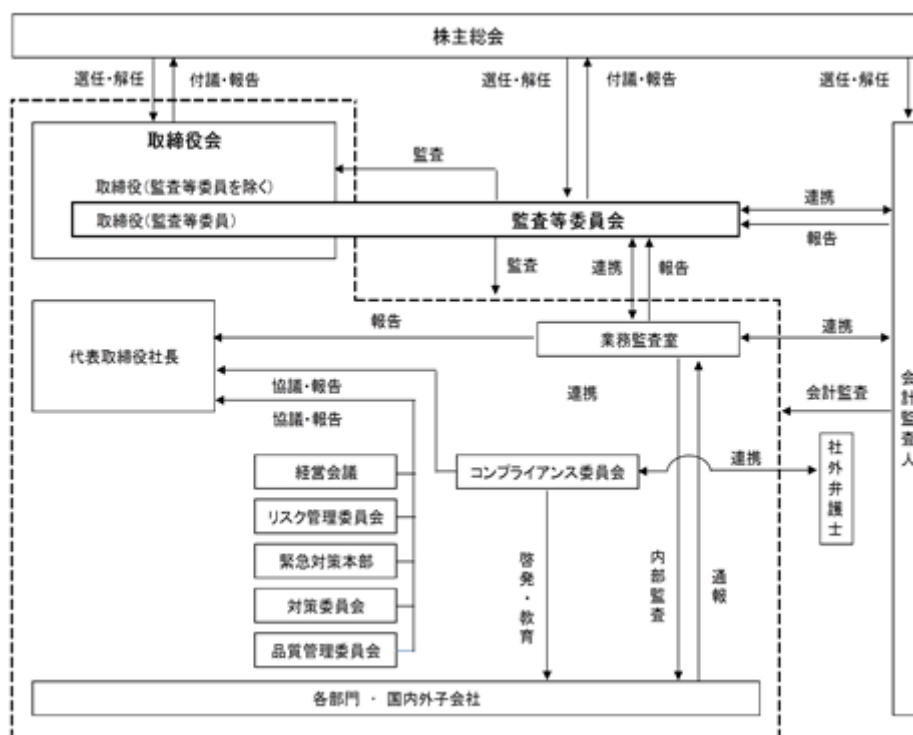 株主総会
選任・解任
付議・報告
選任・解任
付議・報告
選任・解任
取締役会
監査
取締役（監査等委員を除く）
取締役（監査等委員）
監査等委員会
連携
報告
監査
連携
報告
代表取締役社長
報告
業務監査室
連携
協議・報告
連携
会計監査
会計監査人
協議・報告
社外弁護士
経営会議
コンプライアンス委員会
連携
リスク管理委員会
緊急対策本部
啓発・教育
内部監査
通報
対策委員会
品質管理委員会
各部門 ・ 国内外子会社